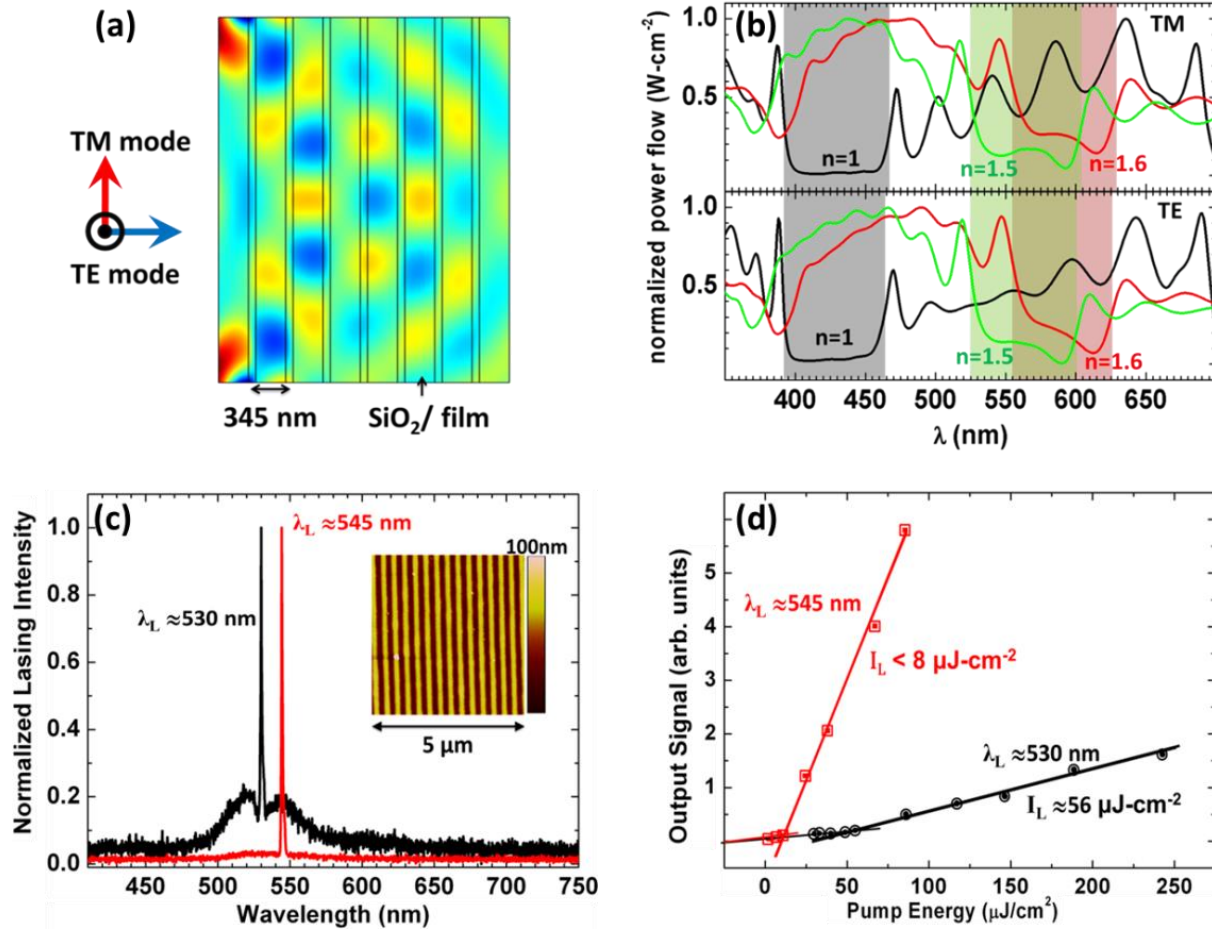 (a)
TM mode
TE mode
345 nm
SiO₂/ film
(b)
TM
1.0
0.5
n=1
n=1.5
n=1.6
TE
1.0
0.5
n=1
n=1.5
n=1.6
normalized power flow (W-cm⁻²)
400 450 500 550 600 650
λ (nm)
(c)
λL ≈545 nm
λL ≈530 nm
100nm
5 μm
1.0
0.8
0.6
0.4
0.2
0.0
Normalized Lasing Intensity
450 500 550 600 650 700 750
Wavelength (nm)
(d)
λL ≈545 nm
IL < 8 μJ-cm⁻²
λL ≈530 nm
IL ≈56 μJ-cm⁻²
5
4
3
2
1
Output Signal (arb. units)
0 50 100 150 200 250
Pump Energy (μJ/cm²)